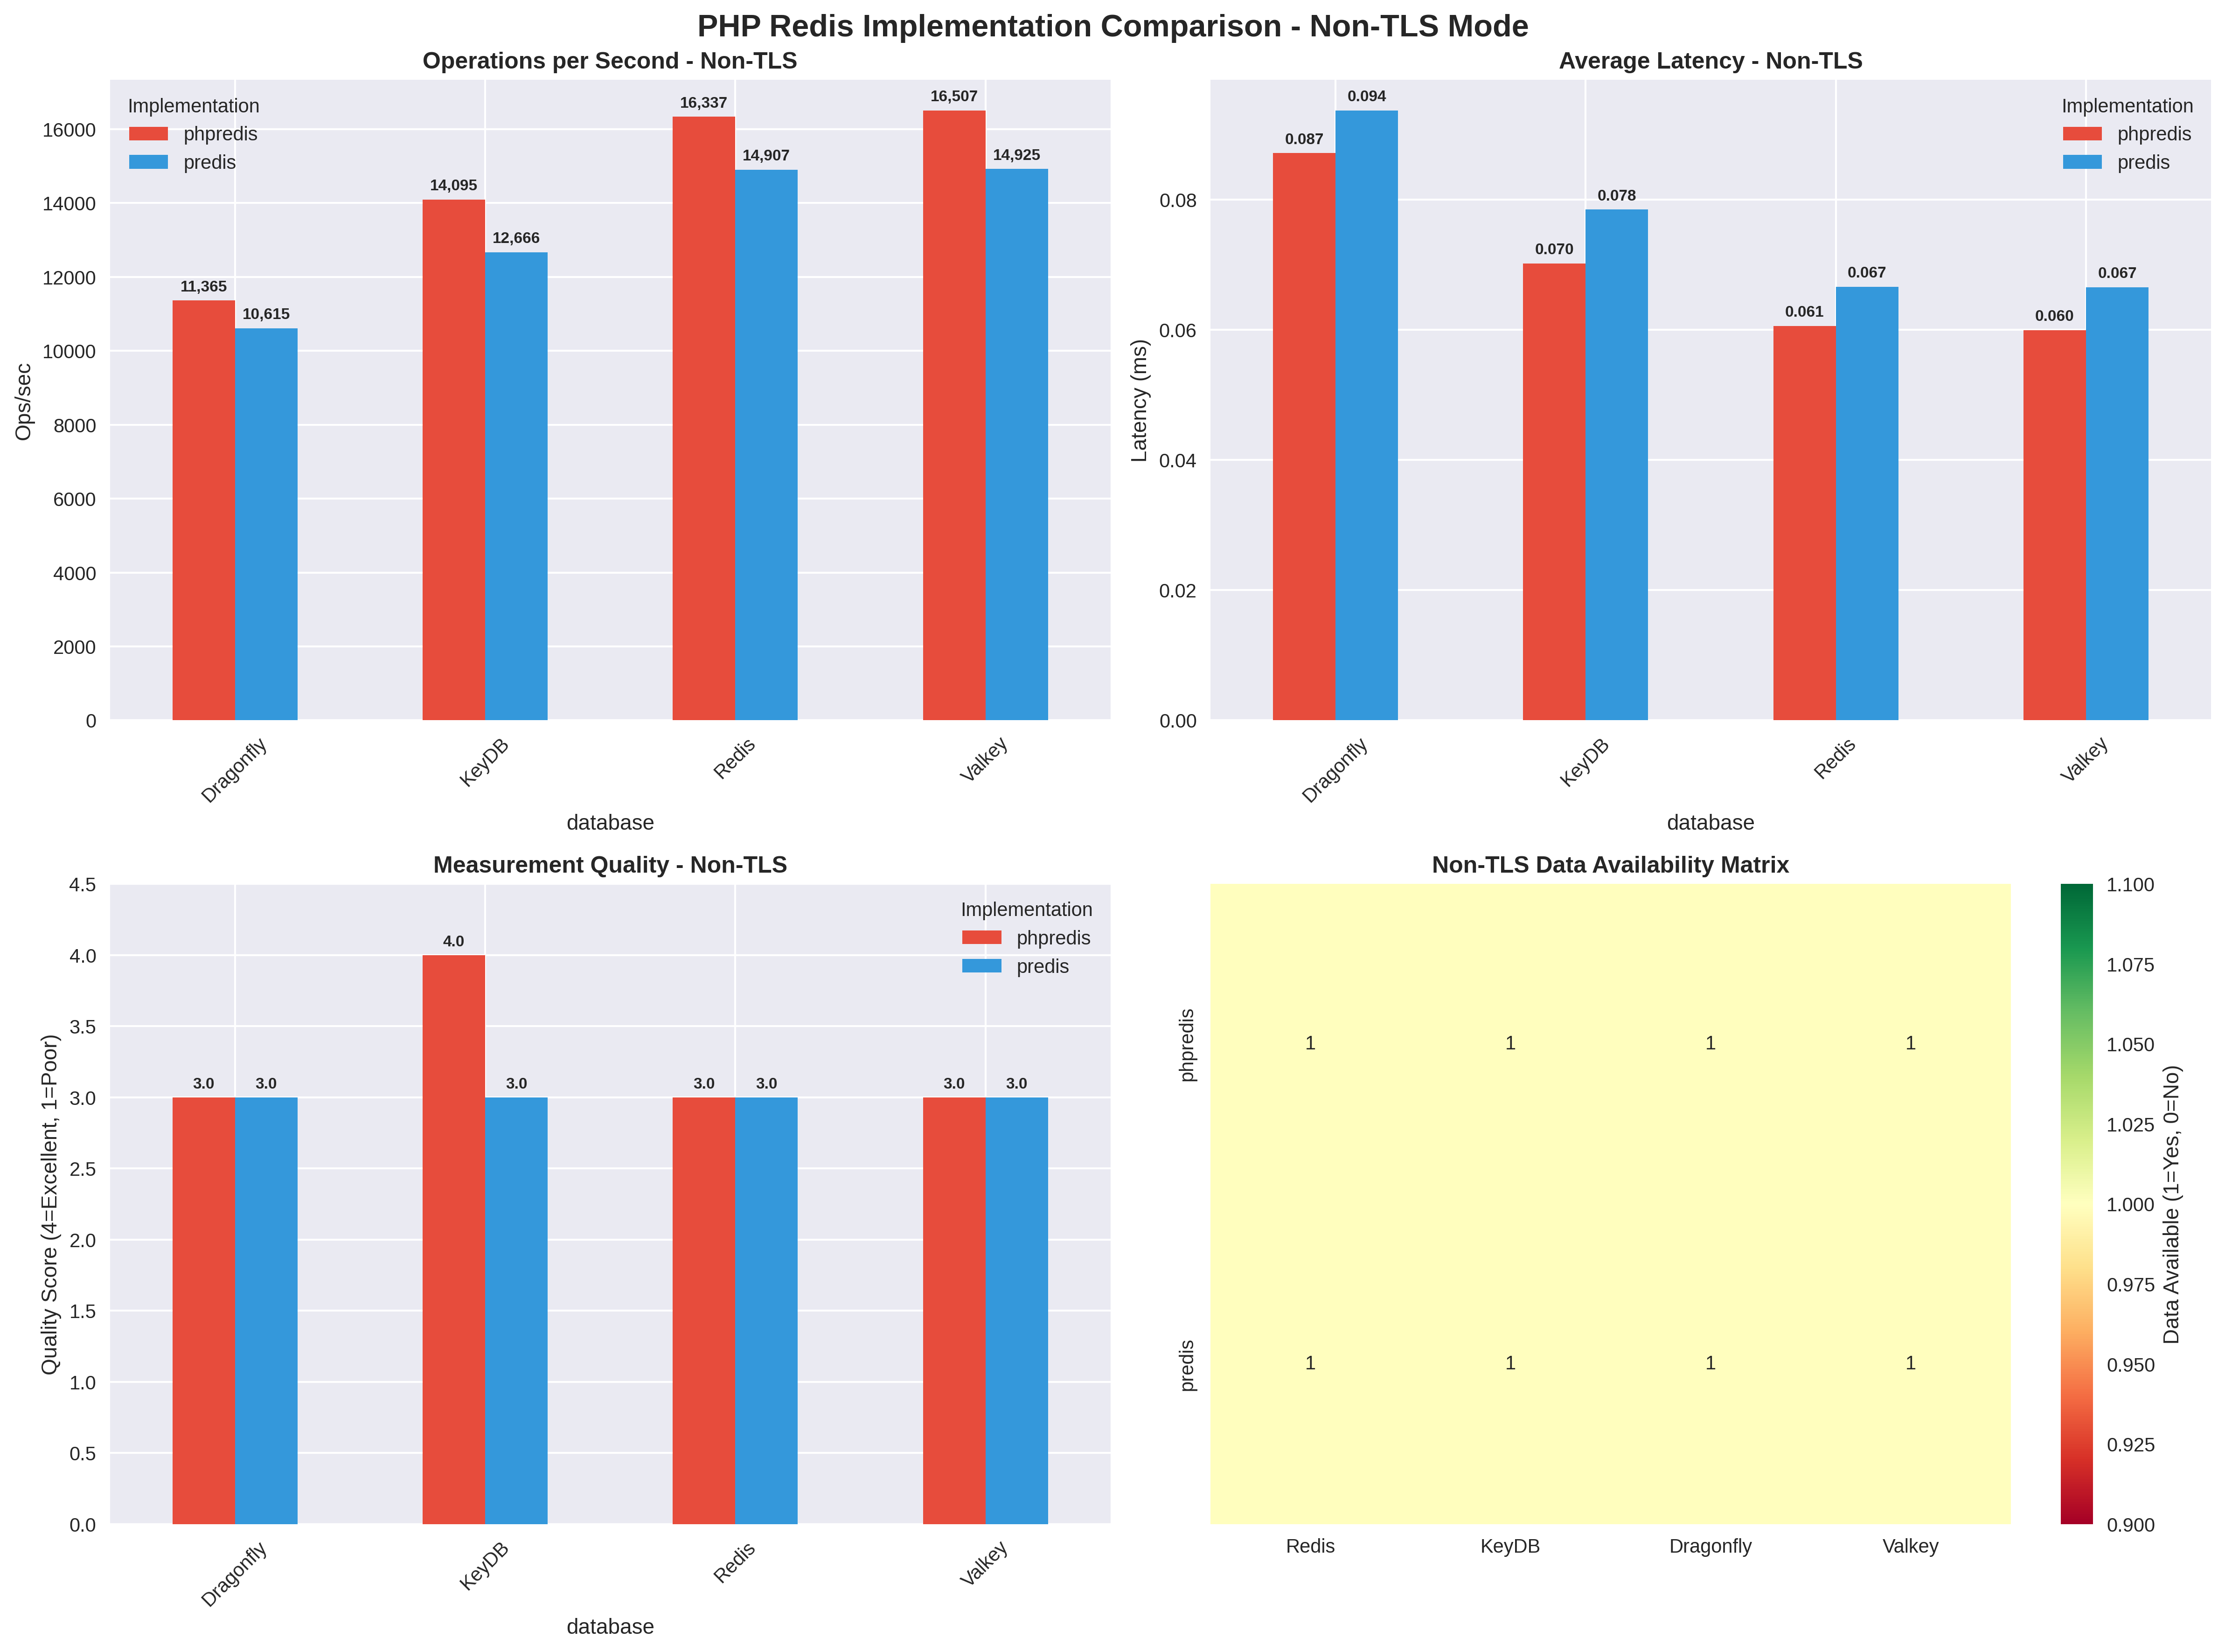 PHP Redis Implementation Comparison - Non-TLS Mode
Operations per Second - Non-TLS
Implementation
phpredis
predis
16000
14000
12000
10000
8000
6000
4000
2000
0
Ops/sec
11,365
10,615
14,095
12,666
16,337
14,907
16,507
14,925
Dragonfly
KeyDB
Redis
Valkey
database
Average Latency - Non-TLS
Implementation
phpredis
predis
0.08
0.06
0.04
0.02
0.00
Latency (ms)
0.087
0.094
0.070
0.078
0.061
0.067
0.060
0.067
Dragonfly
KeyDB
Redis
Valkey
database
Measurement Quality - Non-TLS
Implementation
phpredis
predis
4.5
4.0
3.5
3.0
2.5
2.0
1.5
1.0
0.5
0.0
Quality Score (4=Excellent, 1=Poor)
3.0
3.0
4.0
3.0
3.0
3.0
3.0
3.0
Dragonfly
KeyDB
Redis
Valkey
database
Non-TLS Data Availability Matrix
phpredis
1 1 1 1
predis
1 1 1 1
Redis KeyDB Dragonfly Valkey
1.100
1.075
1.050
1.025
1.000
0.975
0.950
0.925
0.900
Data Available (1=Yes, 0=No)